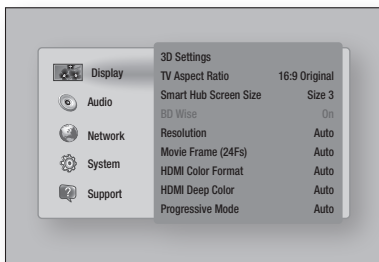 Display
Audio
Network
System
Support
3D Settings
TV Aspect Ratio 16:9 Original
Smart Hub Screen Size Size 3
BD Wise On
Resolution Auto
Movie Frame (24Fs) Auto
HDMI Color Format Auto
HDMI Deep Color Auto
Progressive Mode Auto